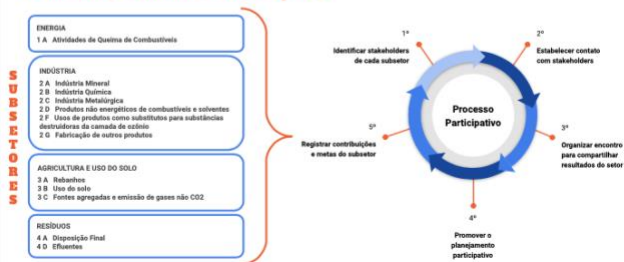 SUBSETORES
ENERGIA
1 A Atividades de Queima de Combustíveis
INDÚSTRIA
2 A Indústria Mineral
2 B Indústria Química
2 C Indústria Metalúrgica
2 D Produtos não energéticos de combustíveis e solventes
2 F Usos de produtos como substitutos para substâncias
destruidoras da camada de ozônio
2 G Fabricação de outros produtos
AGRICULTURA E USO DO SOLO
3 A Rebanhos
3 B Uso do solo
3 C Fontes agregadas e emissão de gases não CO2
RESÍDUOS
4 A Disposição Final
4 D Efluentes
Processo
Participativo
1º
Identificar stakeholders
de cada subsetor
2º
Estabelecer contato
com stakeholders
3º
Organizar encontro
para compartilhar
resultados do setor
4º
Promover o
planejamento
participativo
5º
Registrar contribuições
e metas do subsetor